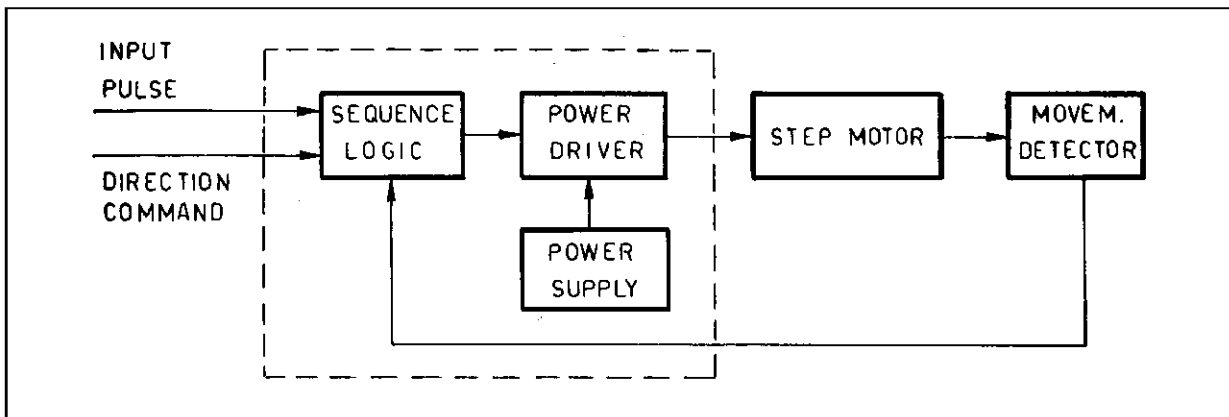 INPUT
PULSE
DIRECTION
COMMAND
SEQUENCE
LOGIC
POWER
DRIVER
POWER
SUPPLY
STEP MOTOR
MOVEM.
DETECTOR